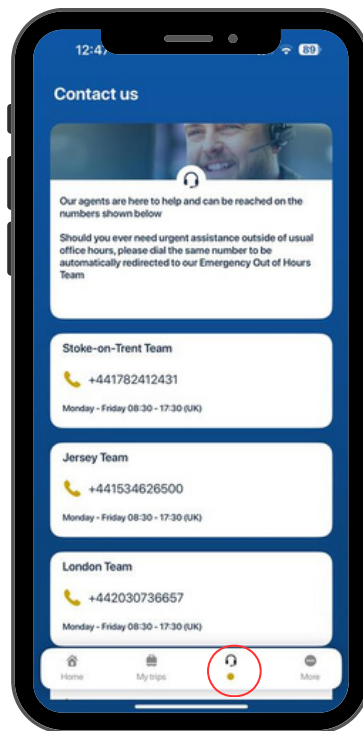 12:47
89
Contact us
Our agents are here to help and can be reached on the
numbers shown below
Should you ever need urgent assistance outside of usual
office hours, please dial the same number to be
automatically redirected to our Emergency Out of Hours
Team
Stoke-on-Trent Team
+441782412431
Monday - Friday 08:30 - 17:30 (UK)
Jersey Team
+441534626500
Monday - Friday 08:30 - 17:30 (UK)
London Team
+442030736657
Monday - Friday 08:30 - 17:30 (UK)
Home
My trips
More